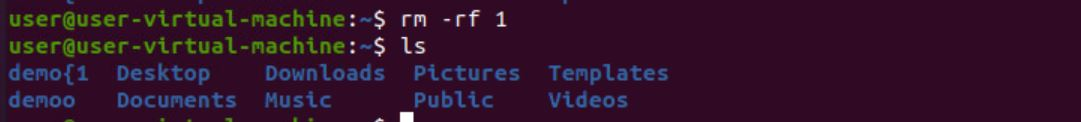 user@user-virtual-machine:~$ rm -rf 1
user@user-virtual-machine:~$ ls
demo{1  Desktop    Downloads  Pictures  Templates
demoo   Documents  Music      Public    Videos